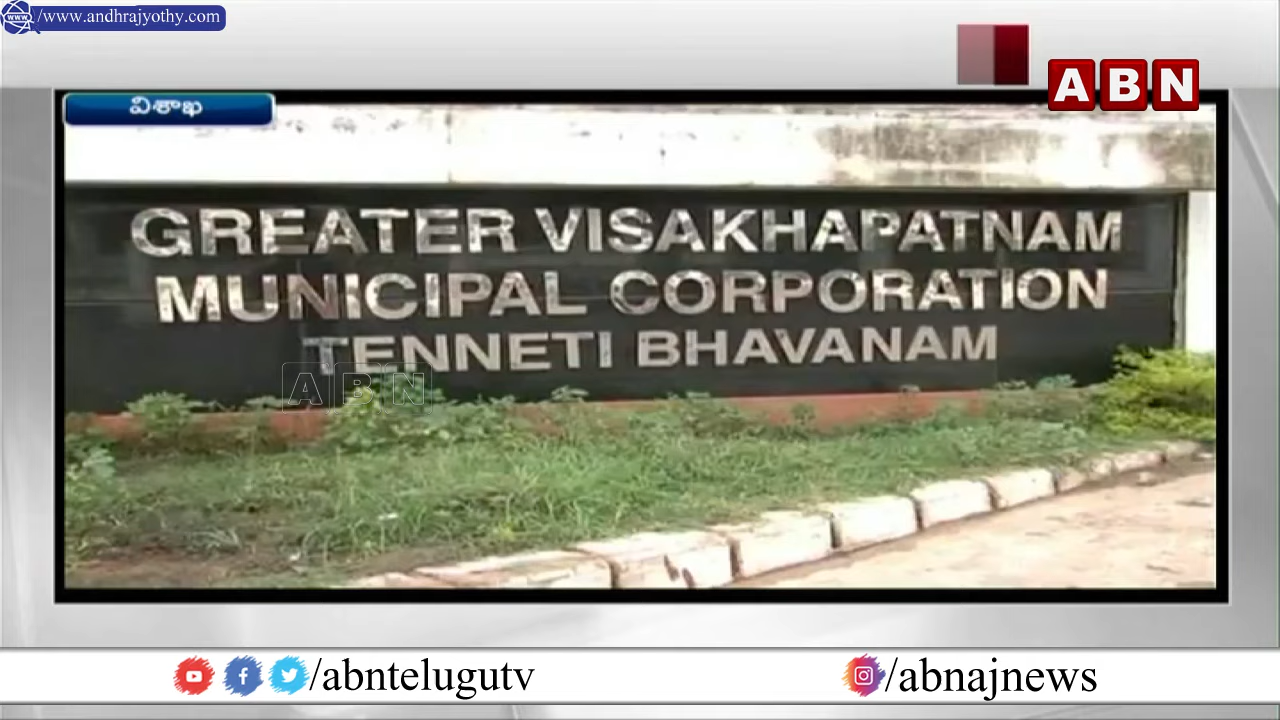 /www.andhrajyothy.com
ABN
విశాఖ
GREATER VISAKHAPATNAM
MUNICIPAL CORPORATION
TENNETI BHAVANAM
ABN
/abntelugutv
/abnajnews